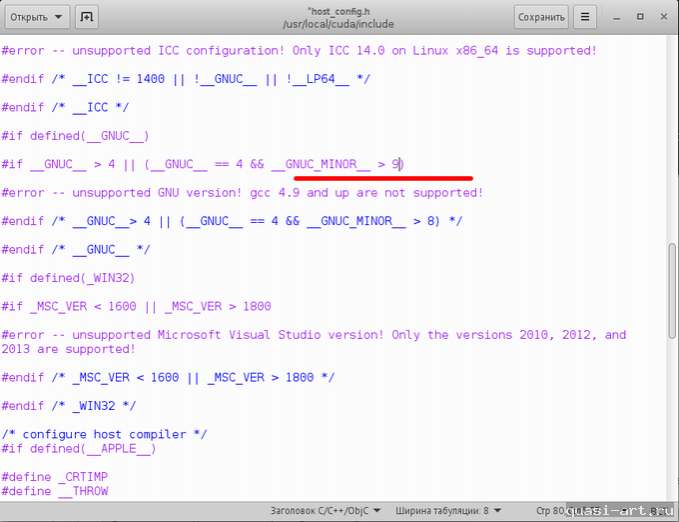 Открыть
*host_config.h
/usr/local/cuda/include
Сохранить
#error -- unsupported ICC configuration! Only ICC 14.0 on Linux x86_64 is supported!
#endif /* __ICC != 1400 || !__GNUC__ || !__LP64__ */
#endif /* __ICC */
#if defined(__GNUC__)
#if __GNUC__ > 4 || (__GNUC__ == 4 && __GNUC_MINOR__ > 9)
#error -- unsupported GNU version! gcc 4.9 and up are not supported!
#endif /* __GNUC__> 4 || (__GNUC__ == 4 && __GNUC_MINOR__ > 8) */
#endif /* __GNUC__ */
#if defined(_WIN32)
#if _MSC_VER < 1600 || _MSC_VER > 1800
#error -- unsupported Microsoft Visual Studio version! Only the versions 2010, 2012, and
2013 are supported!
#endif /* _MSC_VER < 1600 || _MSC_VER > 1800 */
#endif /* _WIN32 */
/* configure host compiler */
#if defined(__APPLE__)
#define _CRTIMP
#define __THROW
Заголовок C/C++/ObjC
Ширина табуляции: 8
Стр 80,
quasi-art.ru